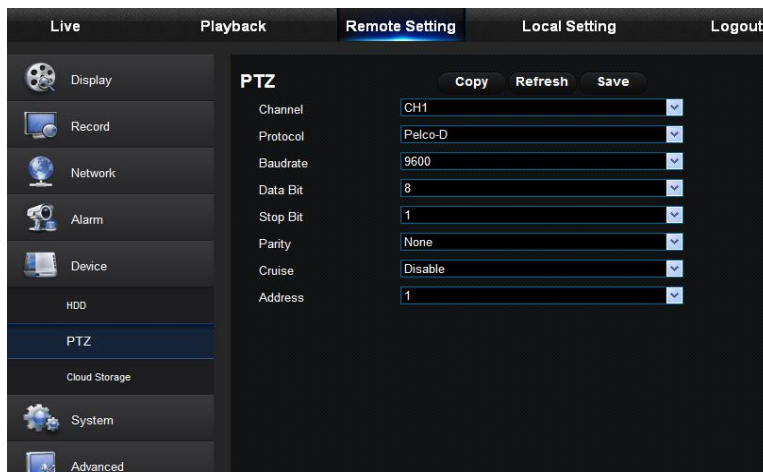 Live Playback Remote Setting Local Setting Logout
Display
Record
Network
Alarm
Device
HDD
PTZ
Cloud Storage
System
Advanced
PTZ Copy Refresh Save
Channel CH1
Protocol Pelco-D
Baudrate 9600
Data Bit 8
Stop Bit 1
Parity None
Cruise Disable
Address 1